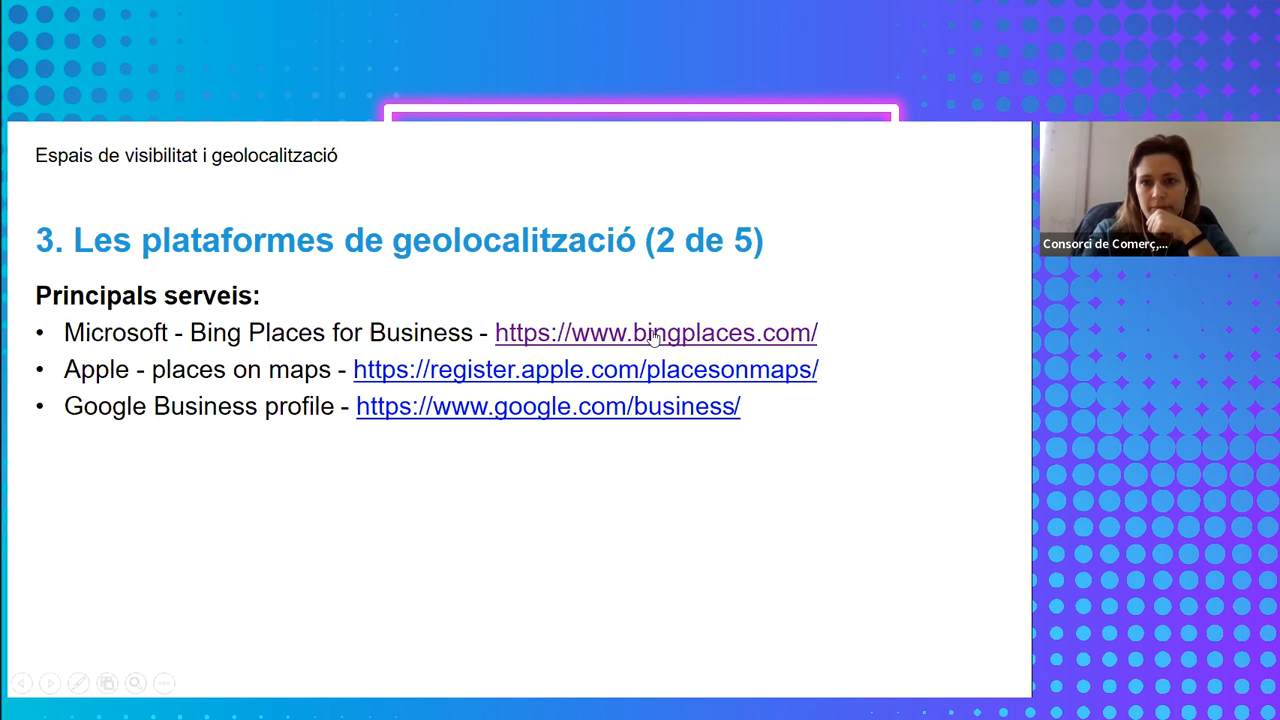 Espais de visibilitat i geolocalització
3. Les plataformes de geolocalització (2 de 5)
Principals serveis:
• Microsoft - Bing Places for Business - https://www.bingplaces.com/
• Apple - places on maps - https://register.apple.com/placesonmaps/
• Google Business profile - https://www.google.com/business/
Consorci de Comerç,...